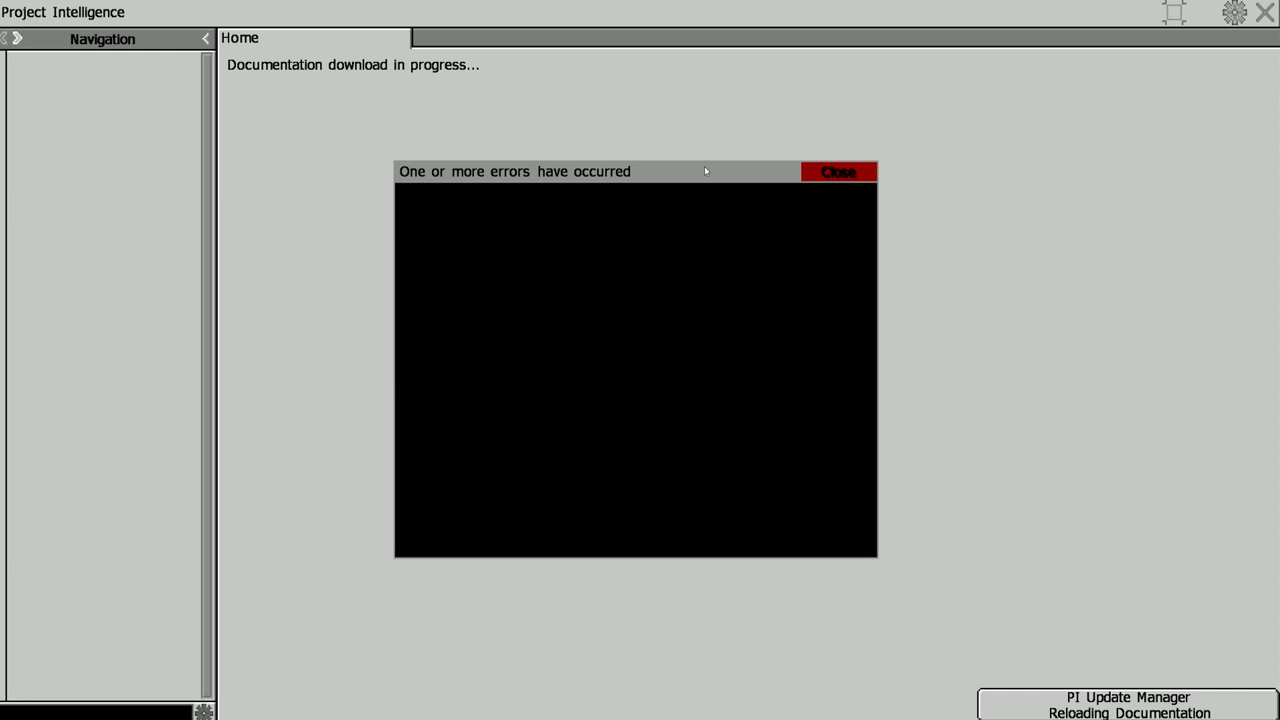 Project Intelligence
Navigation
Home
Documentation download in progress...
One or more errors have occurred
Close
PI Update Manager
Reloading Documentation